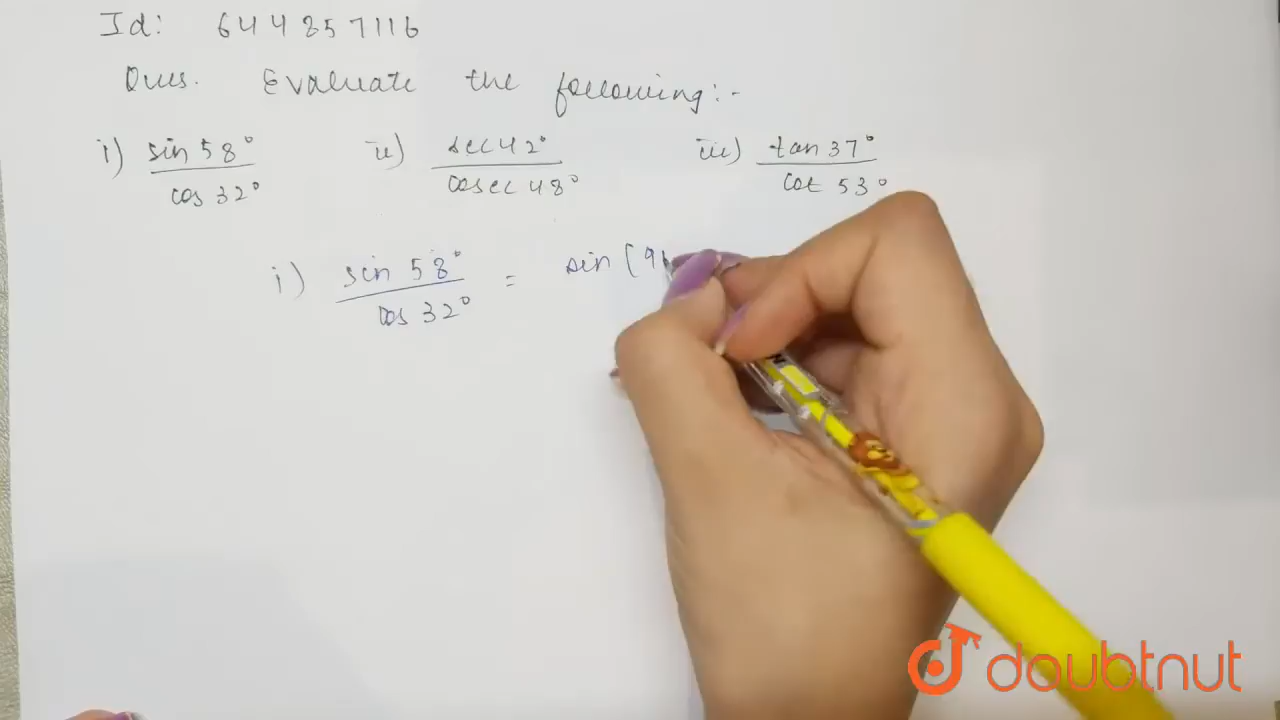 Id: 644857116
Ques. Evaluate the following:-
i) sin 58° / cos 32° ii) sec 42° / cosec 48° iii) tan 37° / cot 53°
i) sin 58° / cos 32° = sin (9
doubtnut